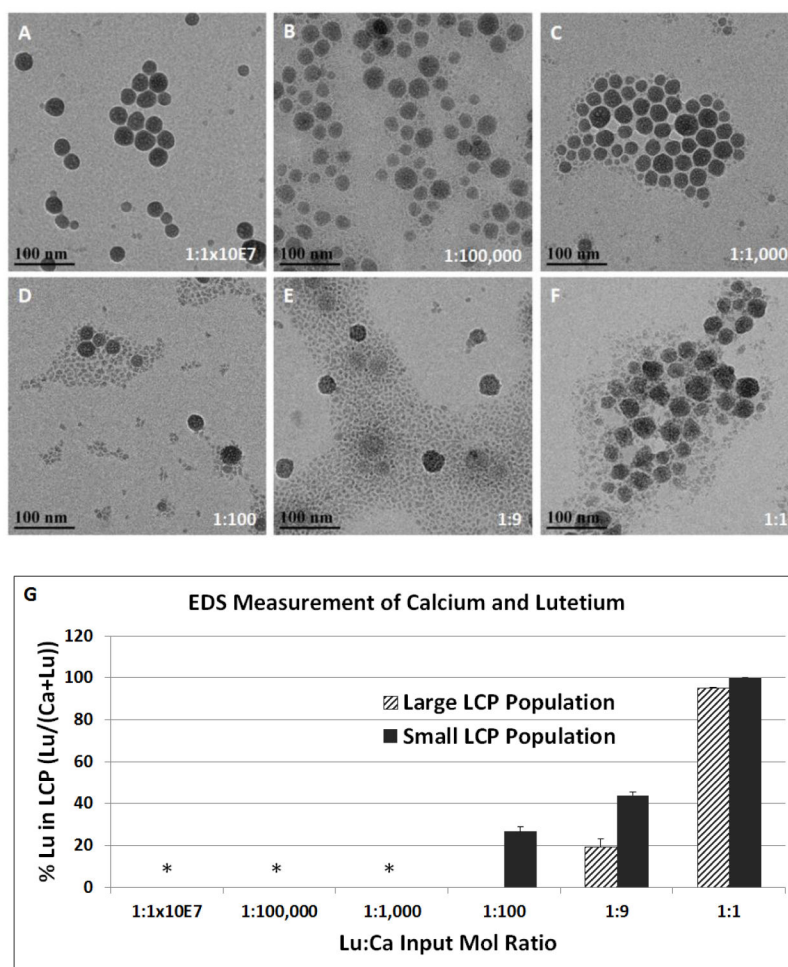 A
100 nm
1:1x10E7
B
100 nm
1:100,000
C
100 nm
1:1,000
D
100 nm
1:100
E
100 nm
1:9
F
100 nm
1:1
G
EDS Measurement of Calcium and Lutetium
% Lu in LCP (Lu/(Ca+Lu))
120
100
80
60
40
20
0
Large LCP Population
Small LCP Population
* * *
1:1x10E7 1:100,000 1:1,000 1:100 1:9 1:1
Lu:Ca Input Mol Ratio